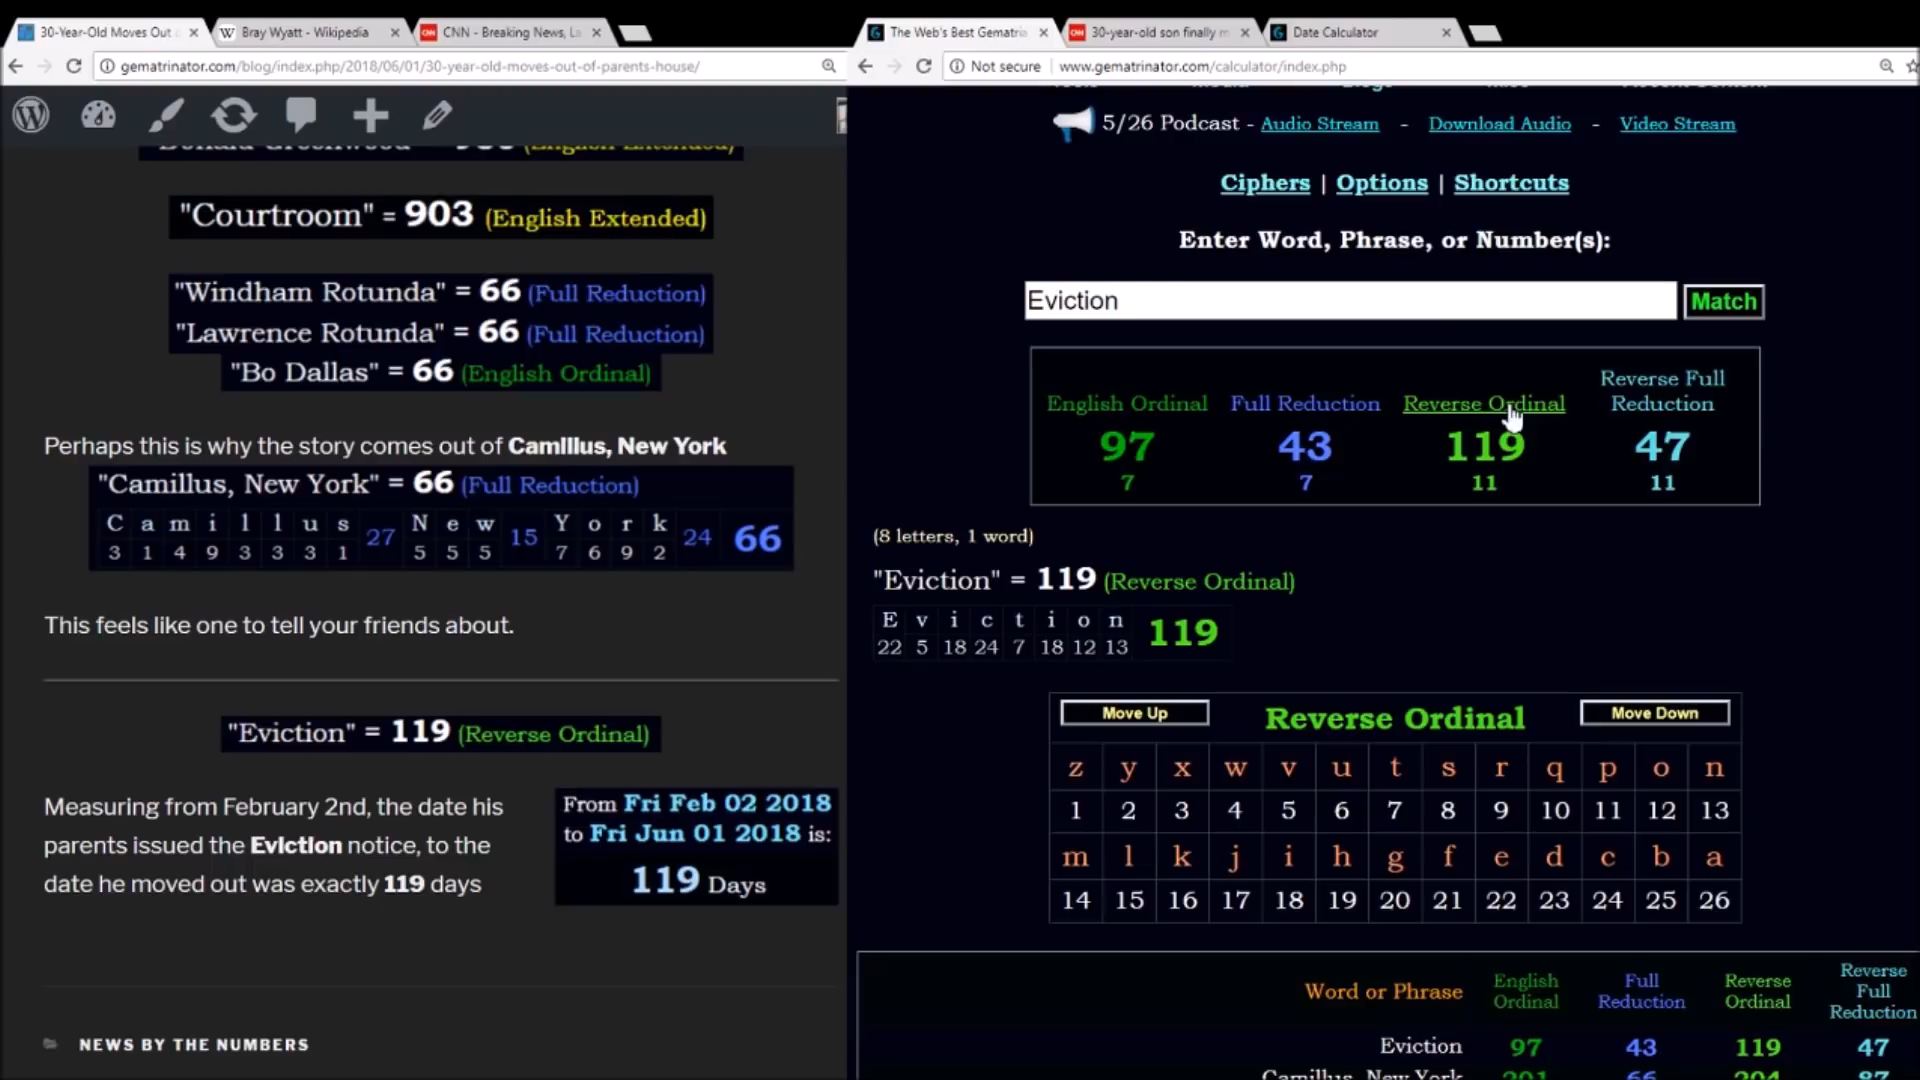 30-Year-Old Moves Out o
Bray Wyatt - Wikipedia
CNN - Breaking News, La
gematrinator.com/blog/index.php/2018/06/01/30-year-old-moves-out-of-parents-house/
= (English Extended)
"Courtroom" = 903 (English Extended)
"Windham Rotunda" = 66 (Full Reduction)
"Lawrence Rotunda" = 66 (Full Reduction)
"Bo Dallas" = 66 (English Ordinal)
Perhaps this is why the story comes out of Camillus, New York
"Camillus, New York" = 66 (Full Reduction)
C a m i l l u s 27 N e w 15 Y o r k 24 66
3 1 4 9 3 3 3 1 5 5 5 7 6 9 2
This feels like one to tell your friends about.
"Eviction" = 119 (Reverse Ordinal)
Measuring from February 2nd, the date his
parents issued the Eviction notice, to the
date he moved out was exactly 119 days
From Fri Feb 02 2018
to Fri Jun 01 2018 is:
119 Days
NEWS BY THE NUMBERS
The Web's Best Gematria
30-year-old son finally m
Date Calculator
Not secure www.gematrinator.com/calculator/index.php
5/26 Podcast - Audio Stream - Download Audio - Video Stream
Ciphers | Options | Shortcuts
Enter Word, Phrase, or Number(s):
Eviction
Match
English Ordinal Full Reduction Reverse Ordinal Reverse Full Reduction
97 43 119 47
7 7 11 11
(8 letters, 1 word)
"Eviction" = 119 (Reverse Ordinal)
E v i c t i o n 119
22 5 18 24 7 18 12 13
Move Up Reverse Ordinal Move Down
z y x w v u t s r q p o n
1 2 3 4 5 6 7 8 9 10 11 12 13
m l k j i h g f e d c b a
14 15 16 17 18 19 20 21 22 23 24 25 26
Word or Phrase English Ordinal Full Reduction Reverse Ordinal Reverse Full Reduction
Eviction 97 43 119 47
Camillus, New York 201 66 204 87